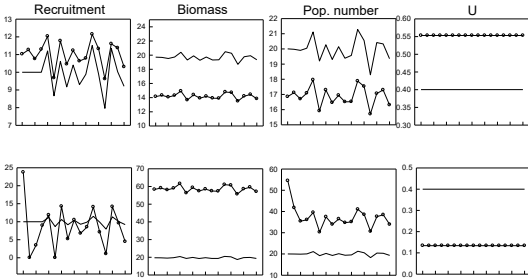 Recruitment Biomass Pop. number U
13 12 11 10 9 8 7
28 26 24 22 20 18 16 14 12 10
22 21 20 19 18 17 16 15
0.60 0.55 0.50 0.45 0.40 0.35 0.30
25 20 15 10 5 0
70 60 50 40 30 20 10
60 50 40 30 20 10
0.5 0.4 0.3 0.2 0.1 0.0